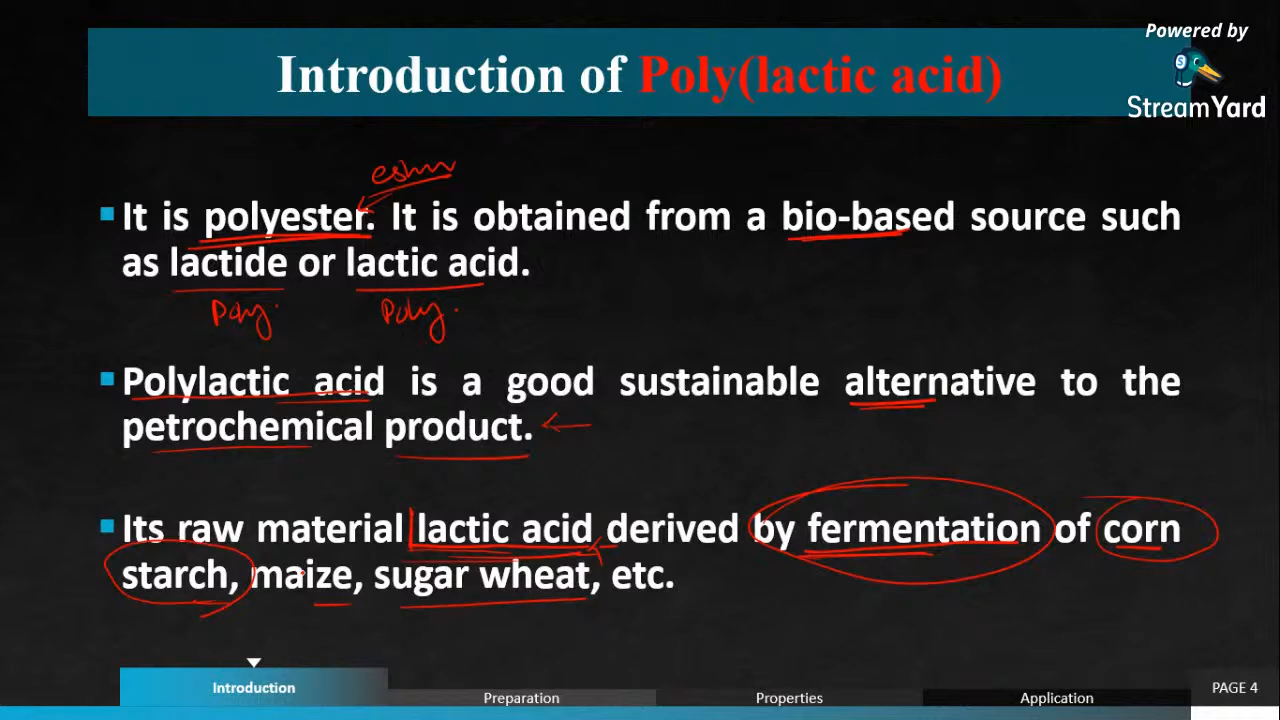 Powered by
StreamYard
Introduction of Poly(lactic acid)
It is polyester. It is obtained from a bio-based source such
as lactide or lactic acid.
Poly. Poly.
Polylactic acid is a good sustainable alternative to the
petrochemical product.
Its raw material lactic acid derived by fermentation of corn
starch, maize, sugar wheat, etc.
Introduction Preparation Properties Application PAGE 4